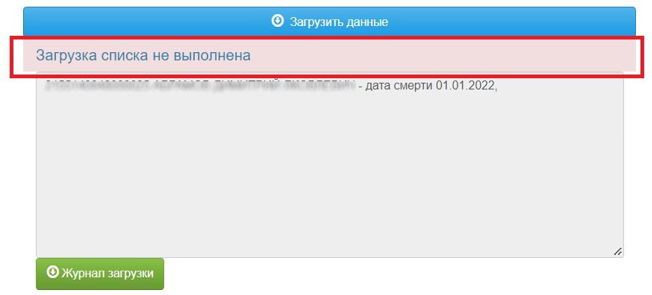 Загрузить данные
Загрузка списка не выполнена
- дата смерти 01.01.2022,
Журнал загрузки